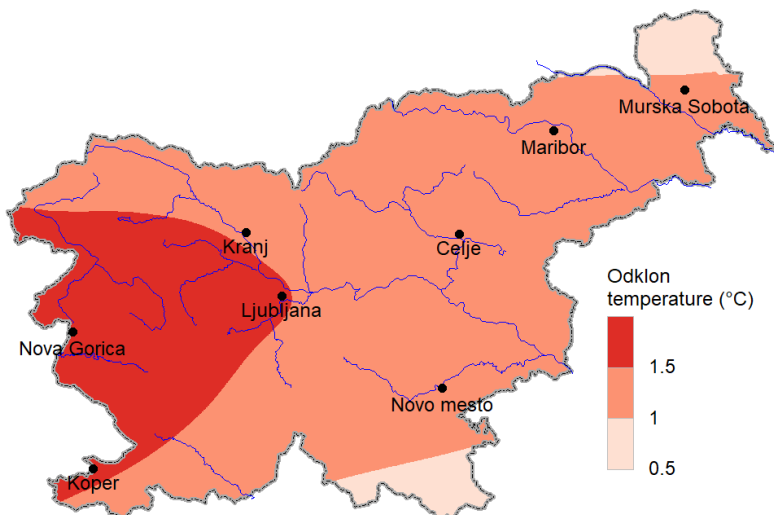 Murska Sobota
Maribor
Kranj
Celje
Ljubljana
Nova Gorica
Novo mesto
Koper
Odklon
temperature (°C)
1.5
1
0.5